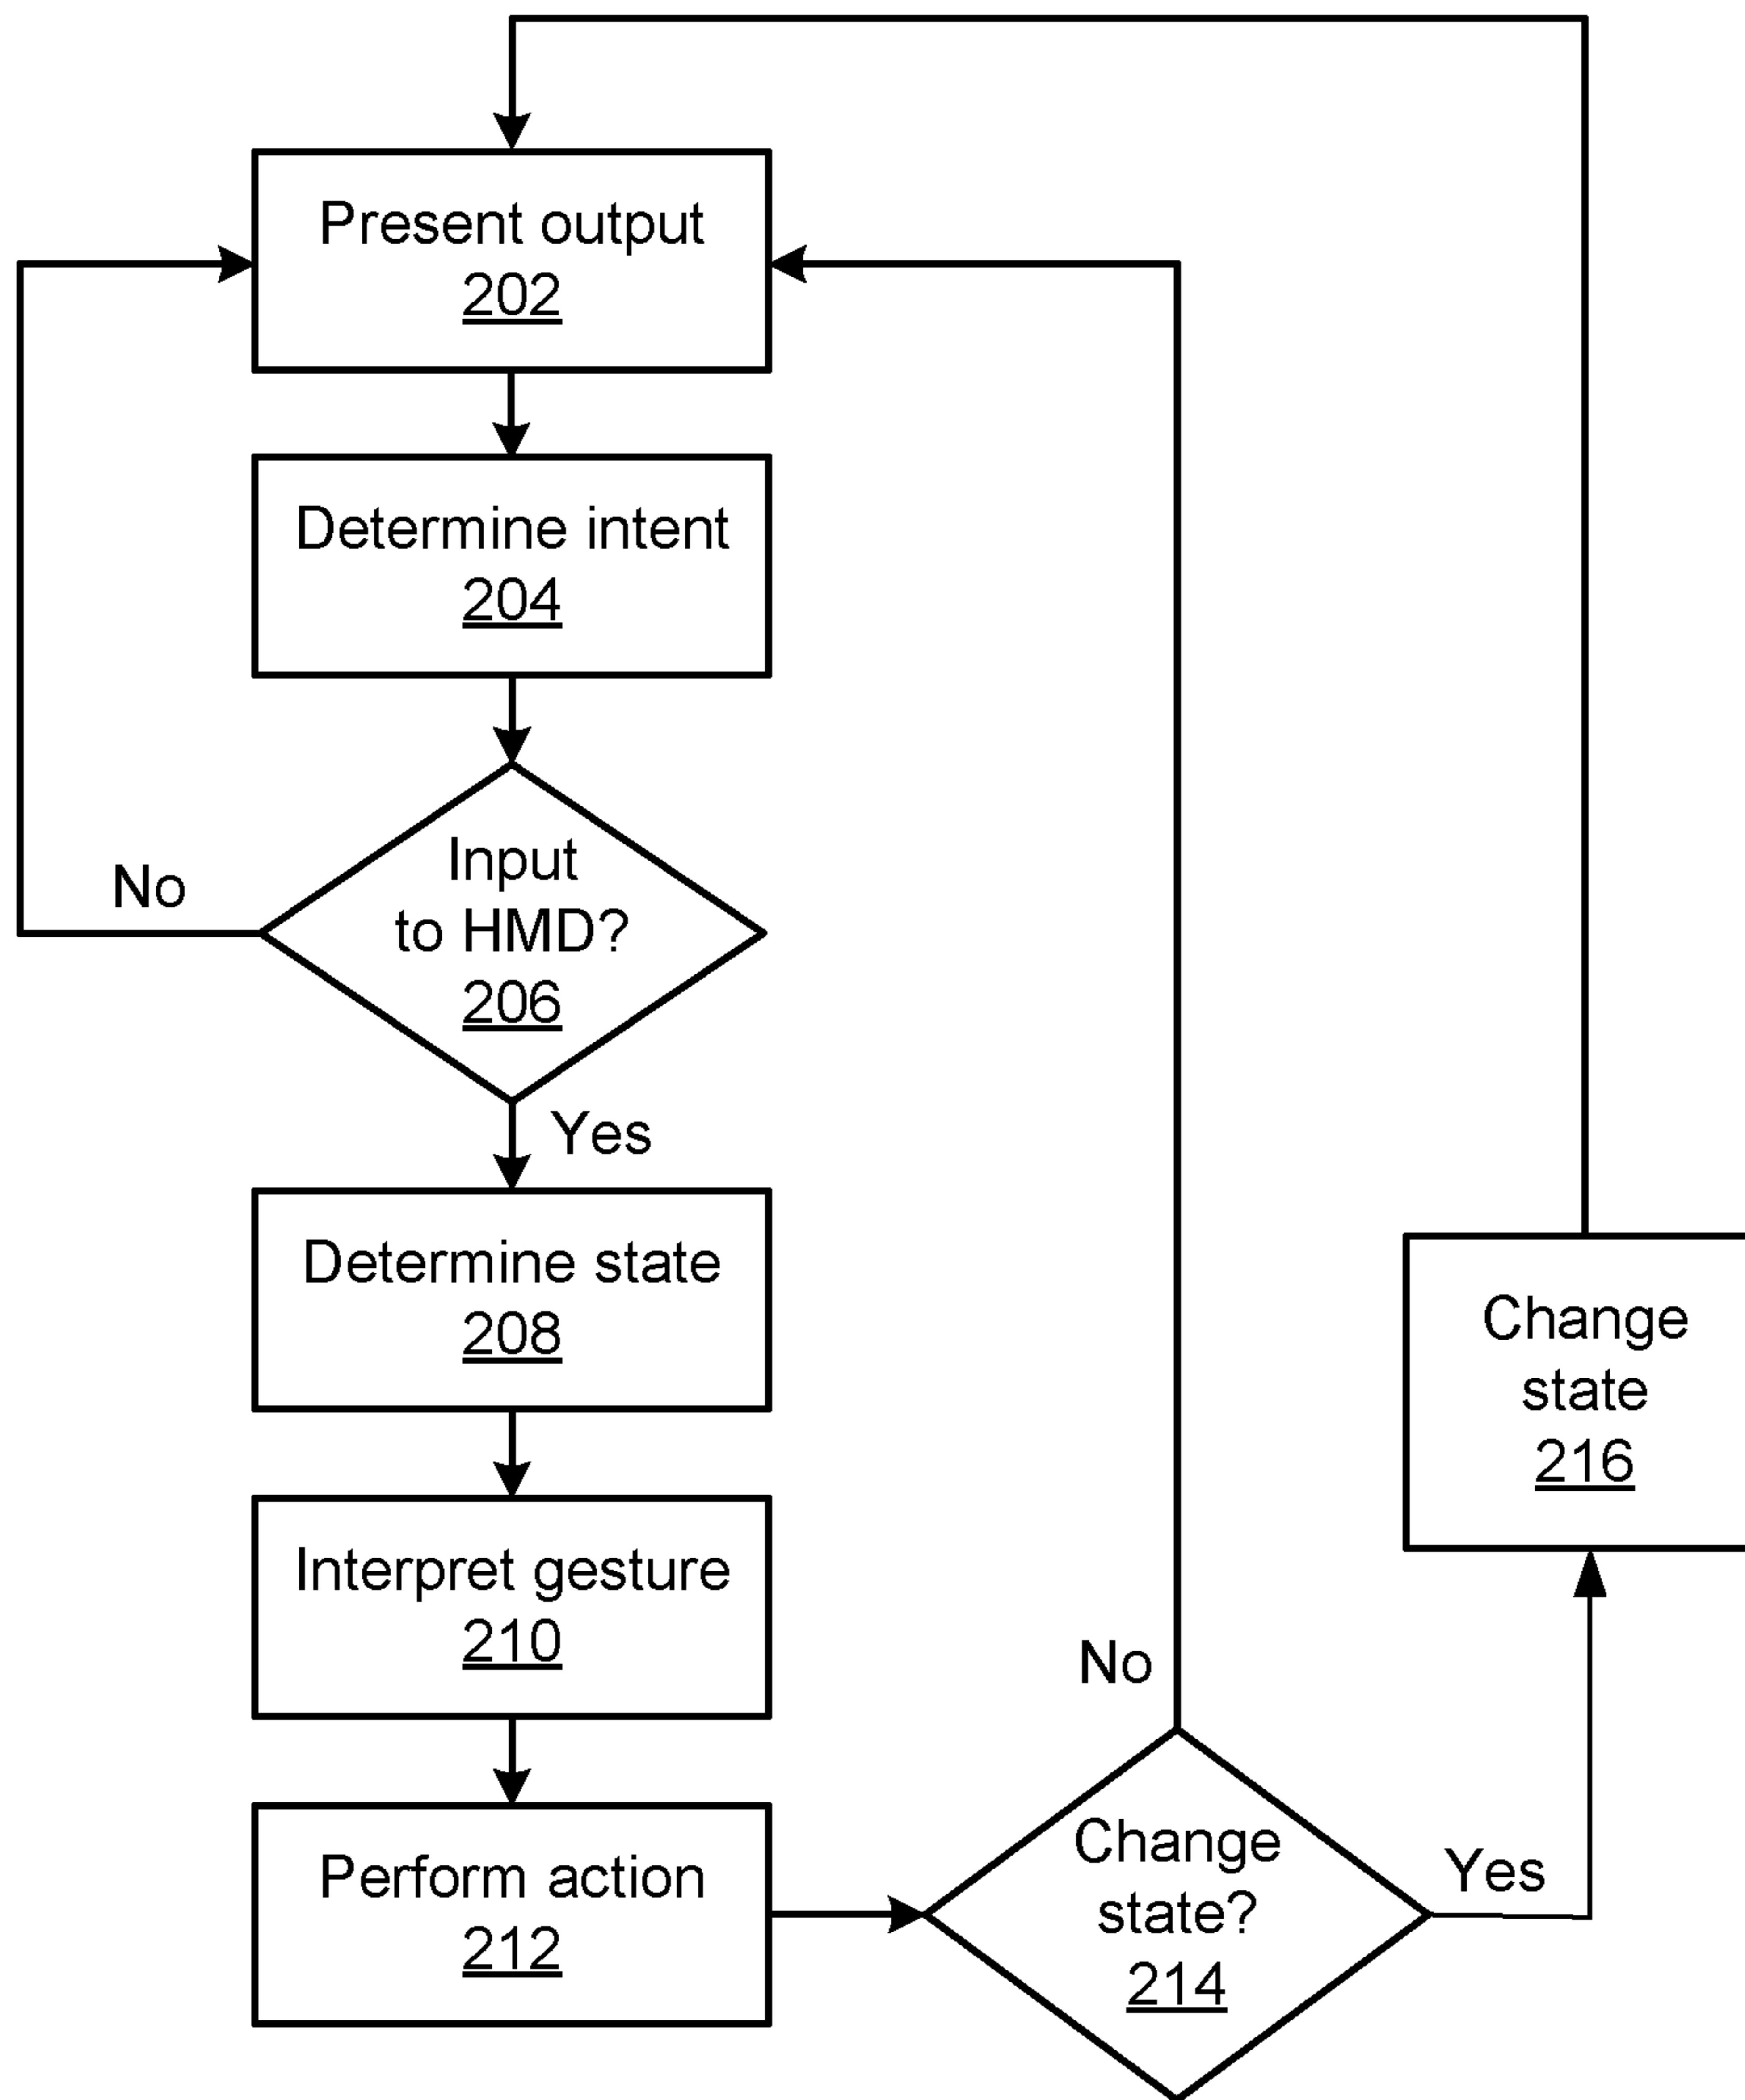 Present output
202
Determine intent
204
Input
to HMD?
206
No
Yes
Determine state
208
Interpret gesture
210
Perform action
212
Change
state?
214
No
Yes
Change
state
216